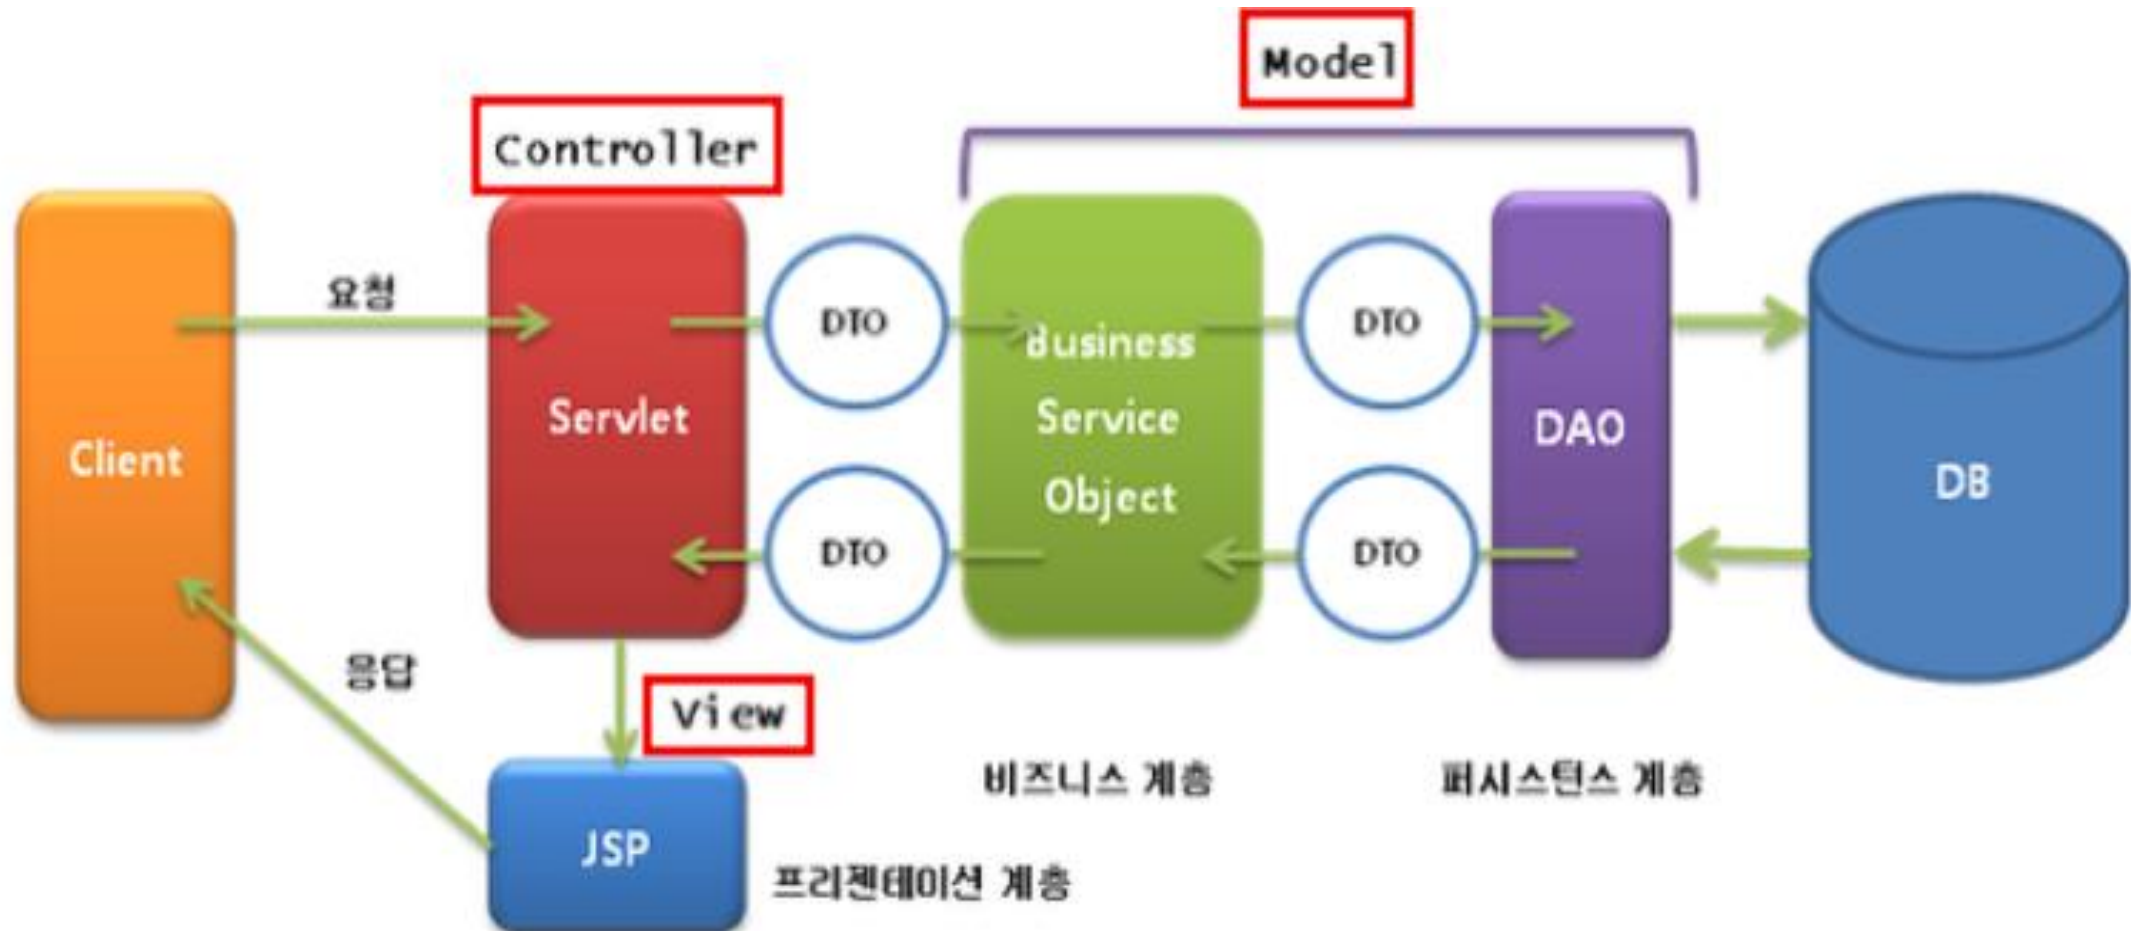 Model
Controller
요청
DTO
DTO
Business
Service
Object
Servlet
DAO
Client
DB
DTO
DTO
응답
View
비즈니스 계층
퍼시스턴스 계층
JSP
프리젠테이션 계층